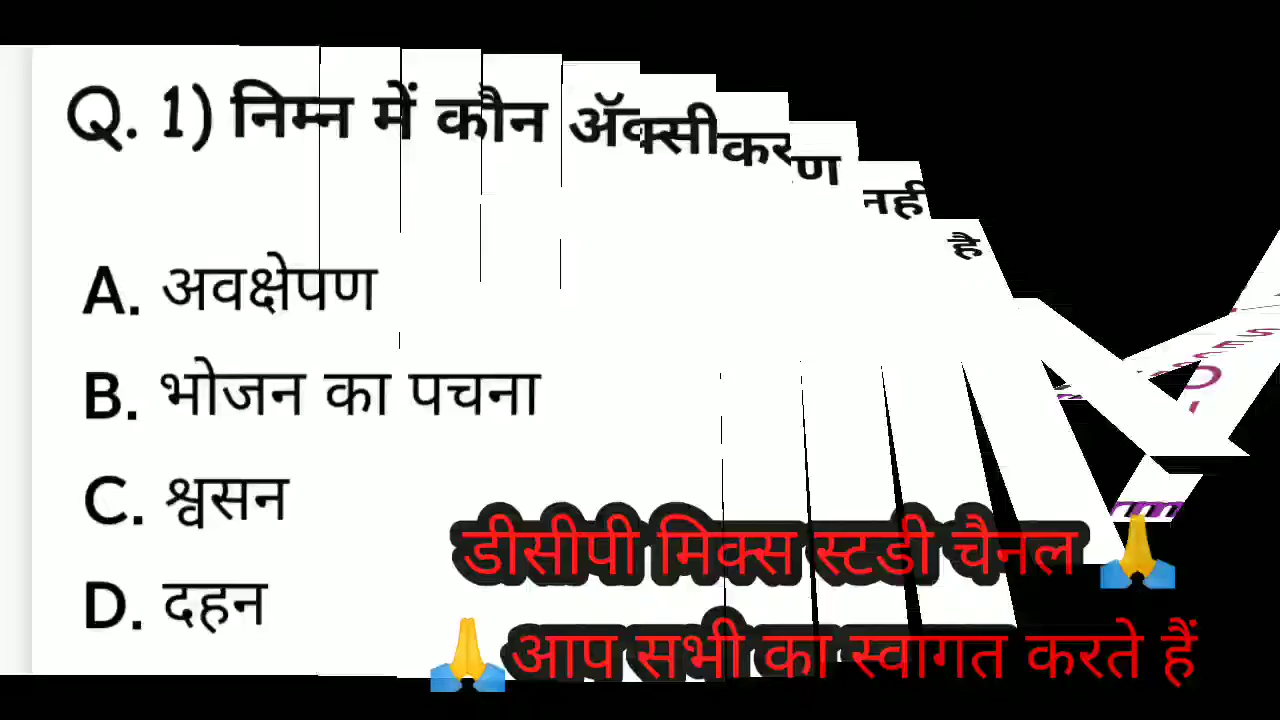 Q. 1) निम्न में कौन ऑक्सीकरण नही है
A. अवक्षेपण
B. भोजन का पचना
C. श्वसन
D. दहन
डीसीपी मिक्स स्टडी चैनल 🙏
🙏 आप सभी का स्वागत करते हैं